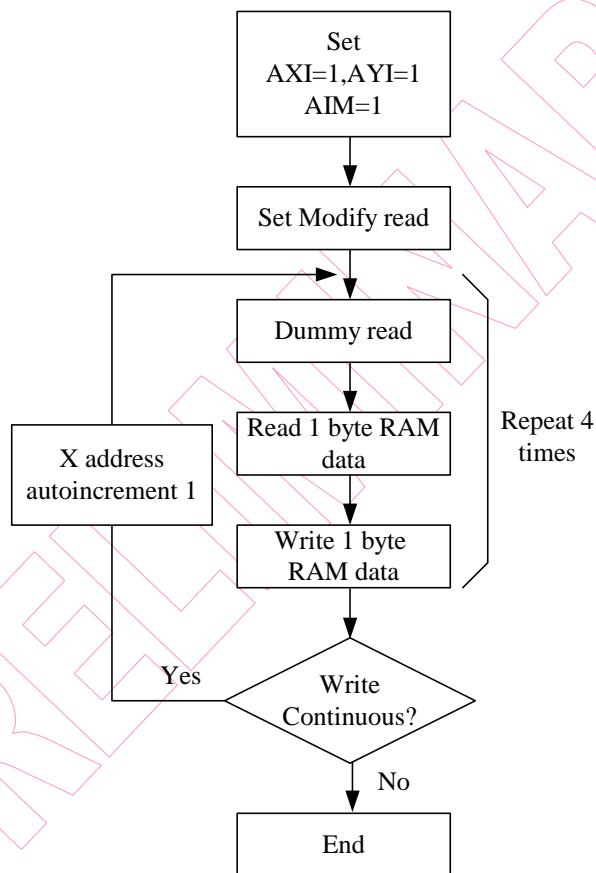 Set
AXI=1,AYI=1
AIM=1
Set Modify read
Dummy read
Read 1 byte RAM
data
Write 1 byte
RAM data
Repeat 4
times
X address
autoincrement 1
Yes
Write
Continuous?
No
End